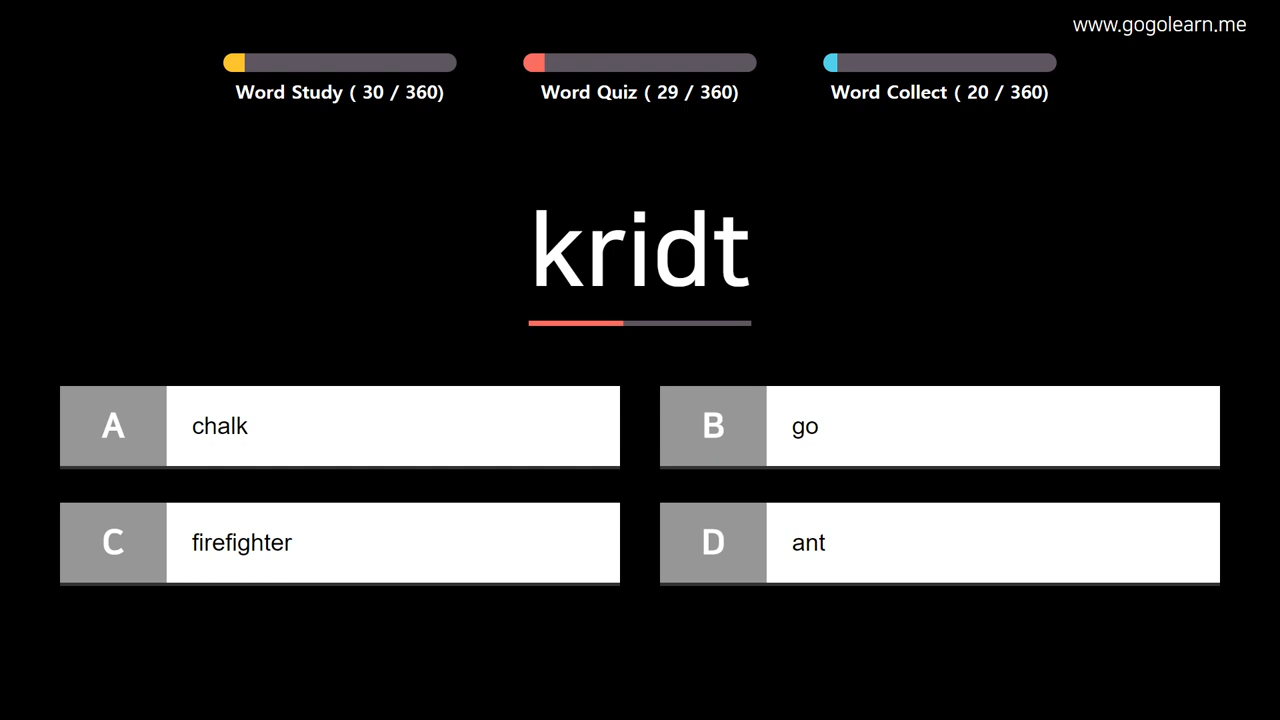 www.gogolearn.me
Word Study ( 30 / 360)
Word Quiz ( 29 / 360)
Word Collect ( 20 / 360)
kridt
A chalk
B go
C firefighter
D ant